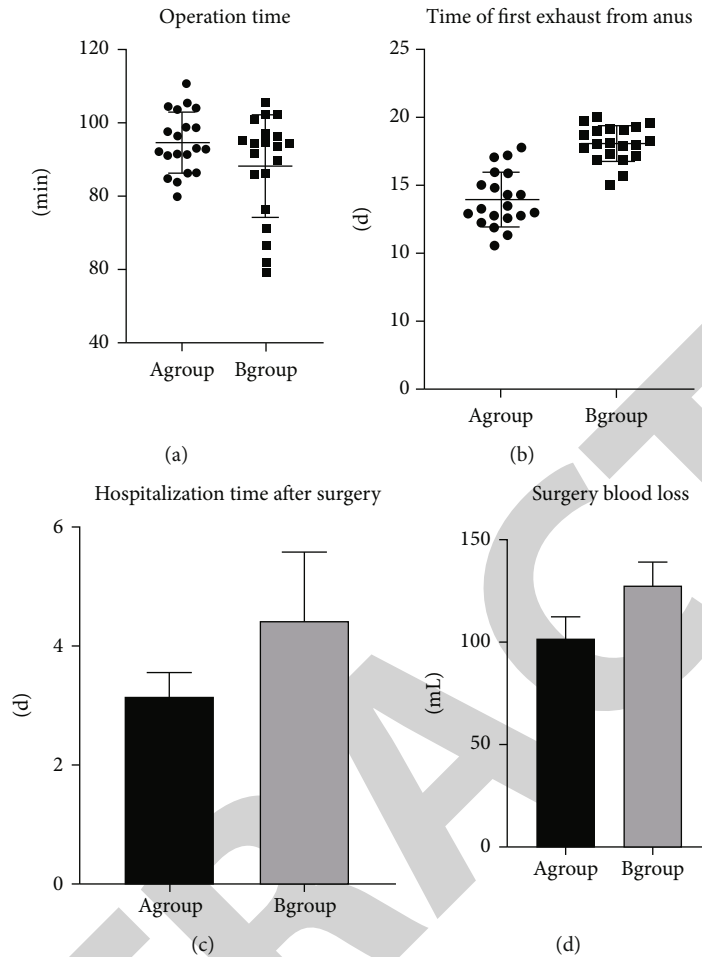 Operation time
120
100
80
80
40
(min)
Agroup
Bgroup
(a)
Time of first exhaust from anus
25
20
15
10
10
0
(d)
Agroup
Bgroup
(b)
Hospitalization time after surgery
6
4
2
0
(d)
Agroup
Bgroup
(c)
Surgery blood loss
150
100
50
0
(mL)
Agroup
Bgroup
(d)
RACT